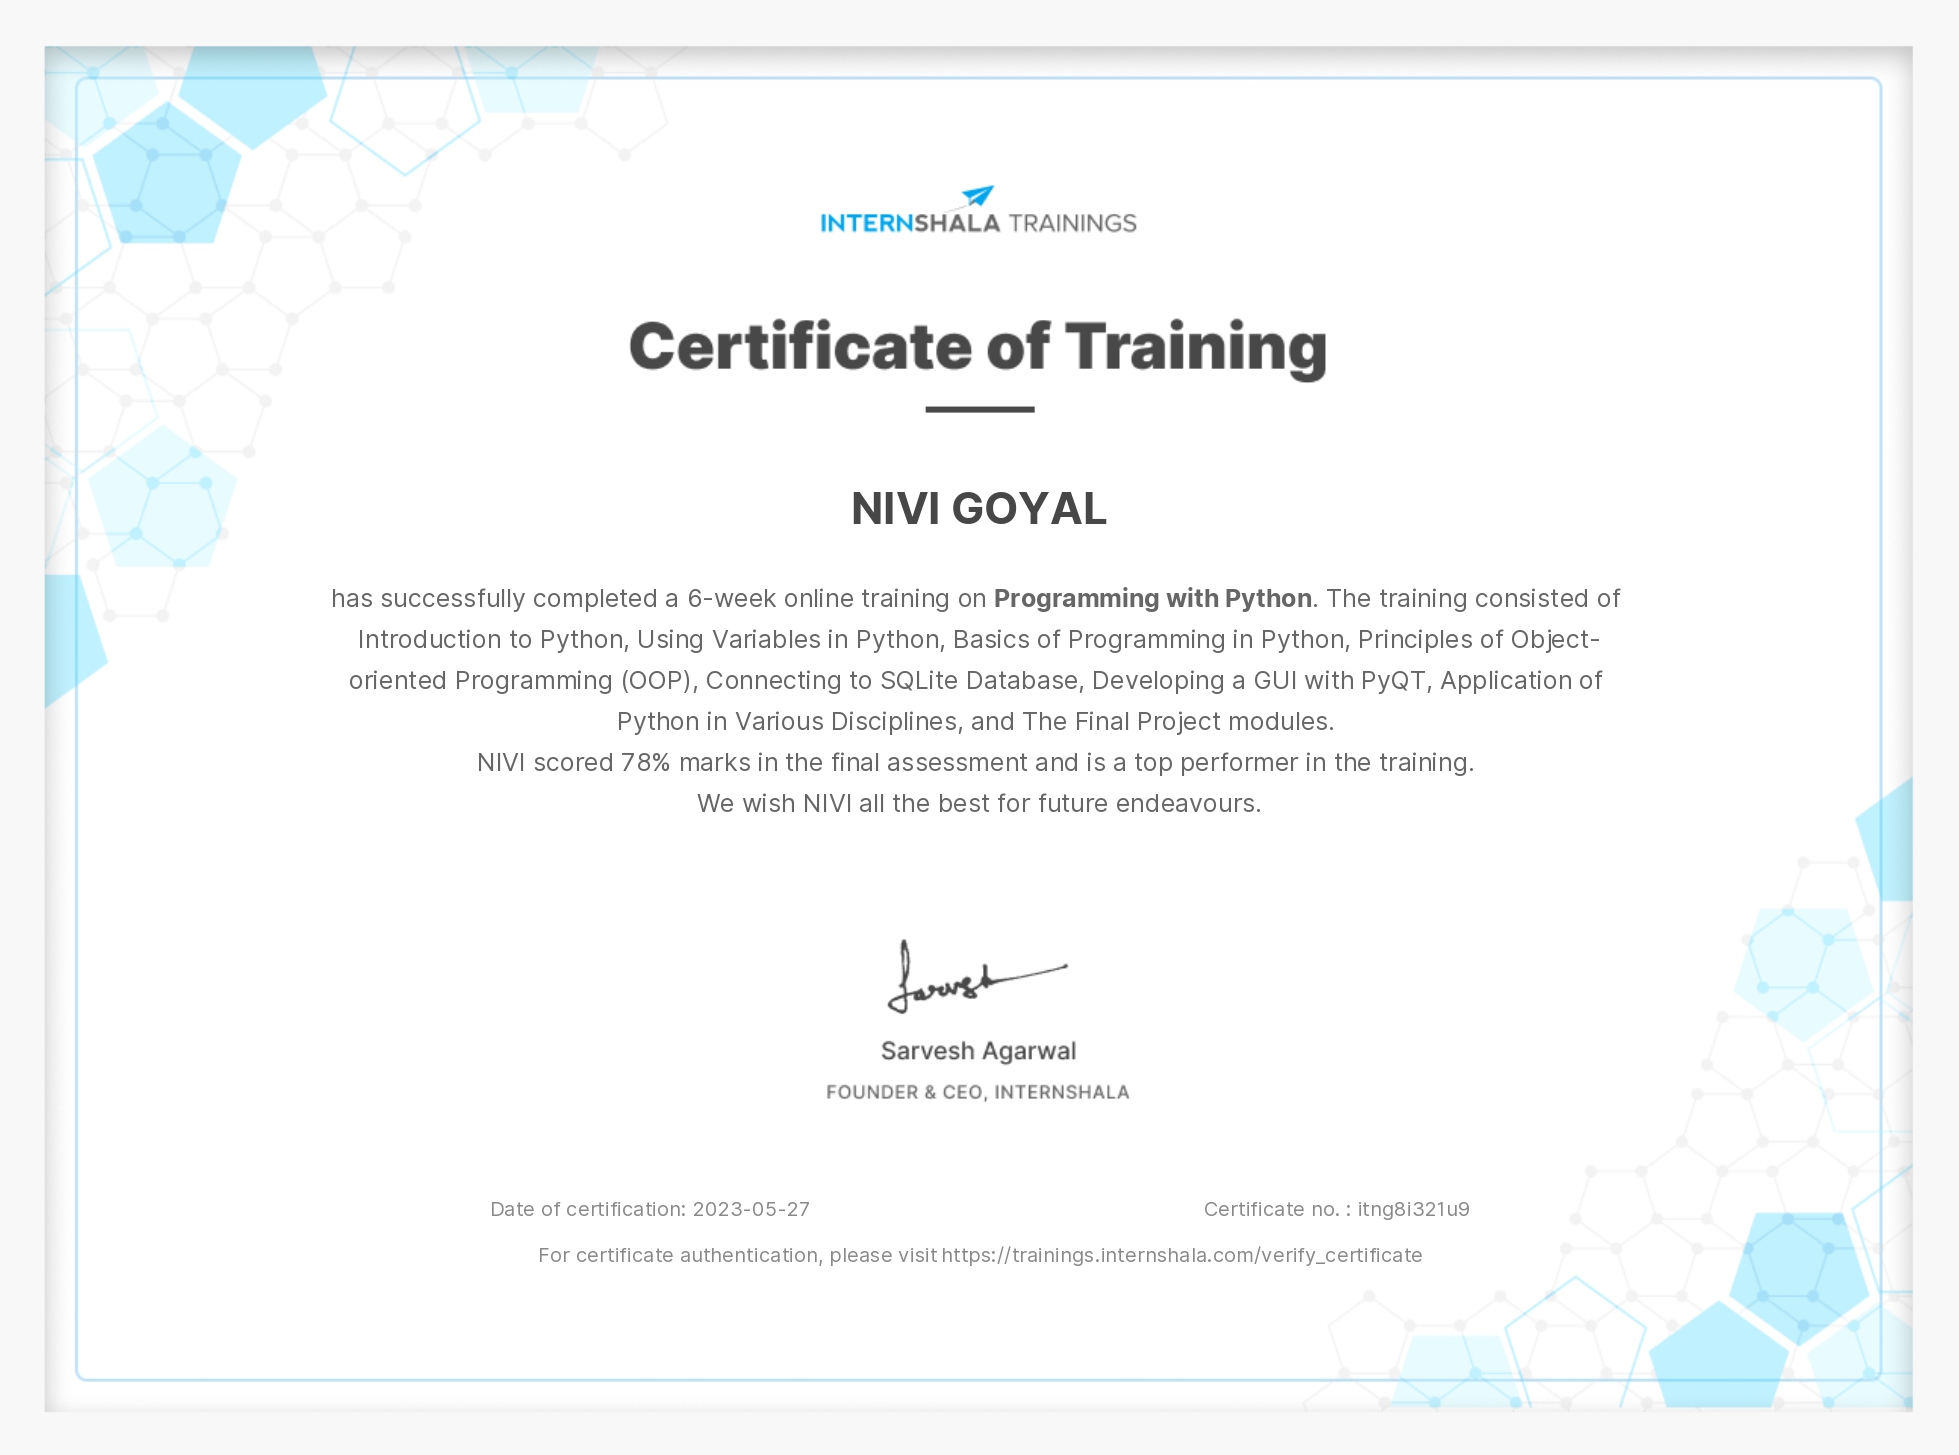 INTERNSHALA TRAININGS
Certificate of Training
NIVI GOYAL
has successfully completed a 6-week online training on Programming with Python. The training consisted of
Introduction to Python, Using Variables in Python, Basics of Programming in Python, Principles of Object-
oriented Programming (OOP), Connecting to SQLite Database, Developing a GUI with PyQT, Application of
Python in Various Disciplines, and The Final Project modules.
NIVI scored 78% marks in the final assessment and is a top performer in the training.
We wish NIVI all the best for future endeavours.
Sarvesh
Sarvesh Agarwal
FOUNDER & CEO, INTERNSHALA
Date of certification: 2023-05-27
Certificate no. : itng8i321u9
For certificate authentication, please visit https://trainings.internshala.com/verify_certificate